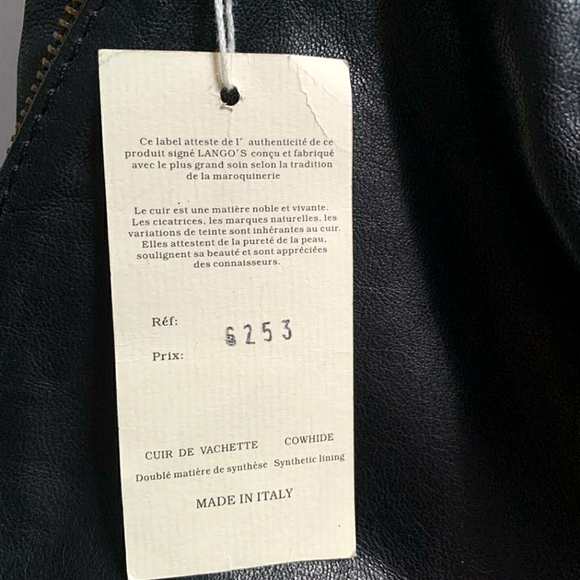 Ce label atteste de l' authenticité de ce
produit signé LANGO'S conçu et fabriqué
avec le plus grand soin selon la tradition
de la maroquinerie
Le cuir est une matière noble et vivante.
Les cicatrices, les marques naturelles, les
variations de teinte sont inhérantes au cuir.
Elles attestent de la pureté de la peau,
soulignent sa beauté et sont appréciées
des connaisseurs.
Réf:
6253
Prix:
CUIR DE VACHETTE COWHIDE
Doublé matière de synthèse Synthetic lining
MADE IN ITALY